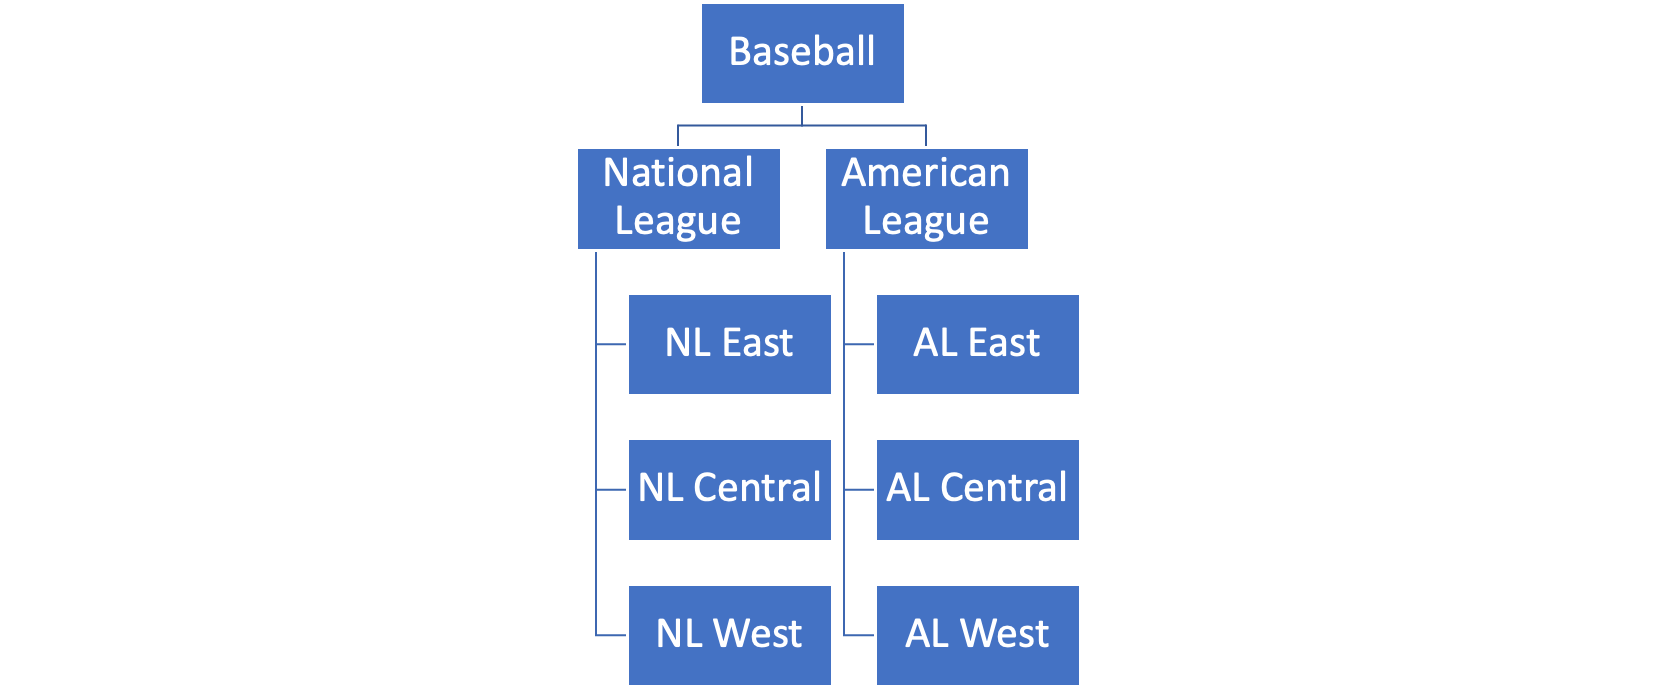 Baseball
National
League
American
League
NL East
AL East
NL Central
AL Central
NL West
AL West